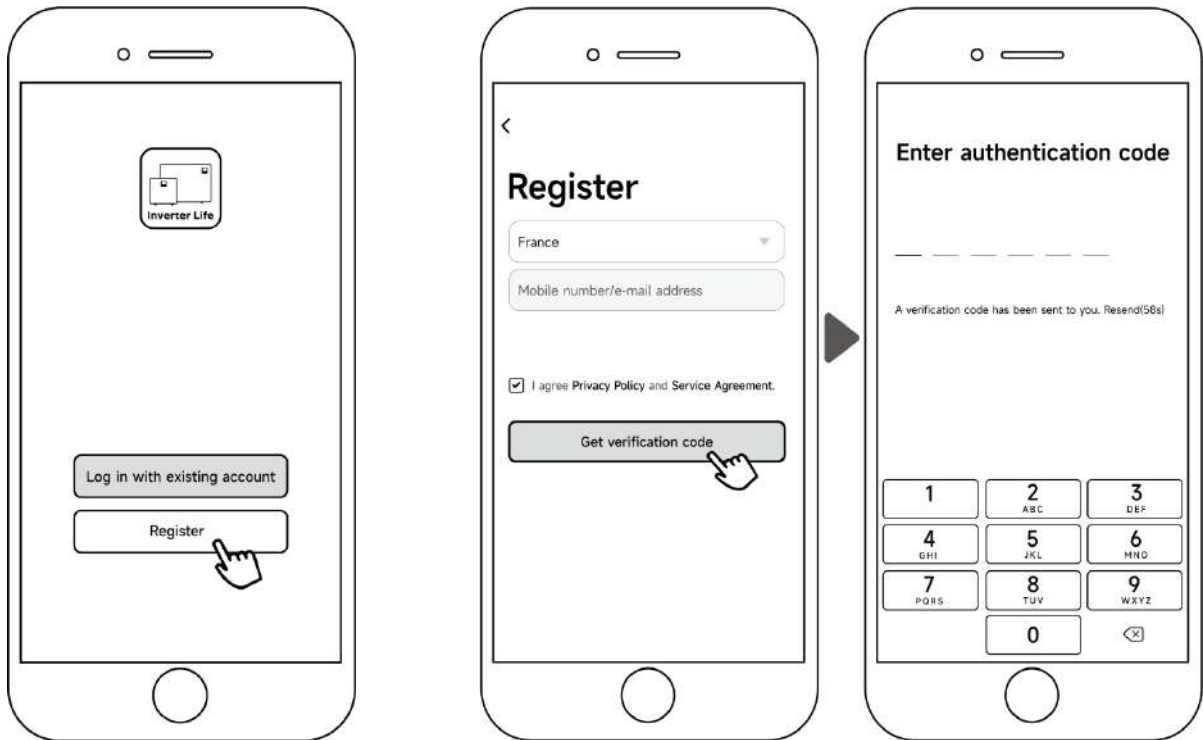 Inverter Life
Log in with existing account
Register
Register
France
Mobile number/e-mail address
I agree Privacy Policy and Service Agreement.
Get verification code
Enter authentication code
A verification code has been sent to you. Resend(58s)
1
2
3
ABC
DEF
4
5
6
GHI
JKL
MNO
7
8
9
PQRS
TUV
WXYZ
0